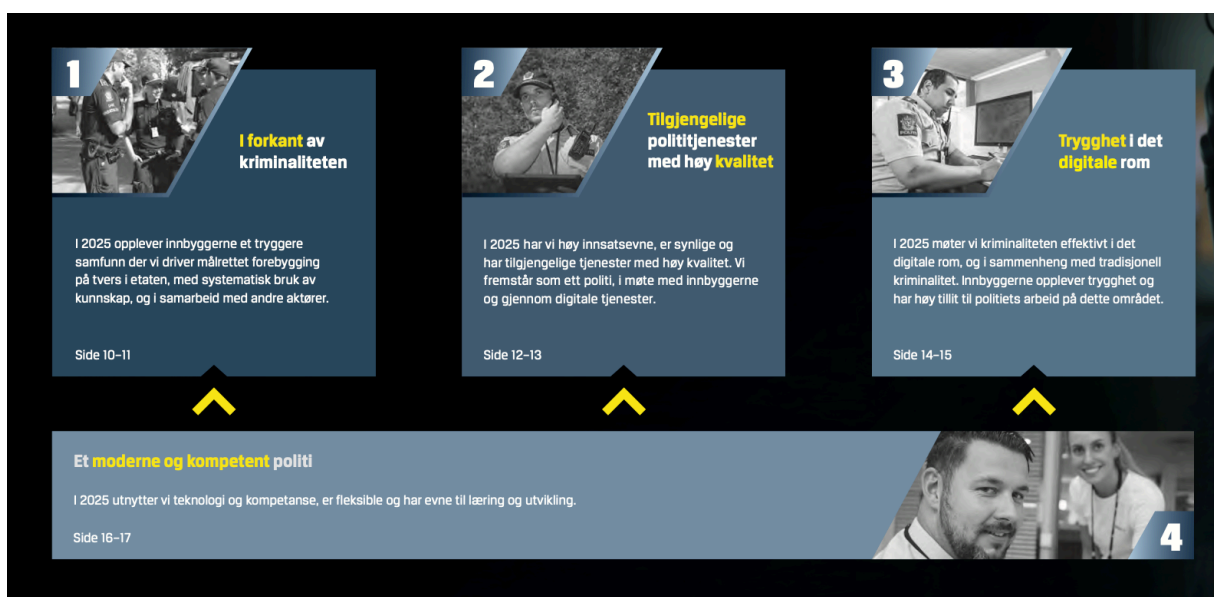 1
I forkant av
kriminaliteten
I 2025 opplever innbyggerne et tryggere
samfunn der vi driver målrettet forebygging
på tvers i etaten, med systematisk bruk av
kunnskap, og i samarbeid med andre aktører.
Side 10–11
2
Tilgjengelige
polititjenester
med høy kvalitet
I 2025 har vi høy innsatsevne, er synlige og
har tilgjengelige tjenester med høy kvalitet. Vi
fremstår som ett politi, i møte med innbyggerne
og gjennom digitale tjenester.
Side 12–13
3
Trygghet i det
digitale rom
I 2025 møter vi kriminaliteten effektivt i det
digitale rom, og i sammenheng med tradisjonell
kriminalitet. Innbyggerne opplever trygghet og
har høy tillit til politiets arbeid på dette området.
Side 14–15
Et moderne og kompetent politi
I 2025 utnytter vi teknologi og kompetanse, er fleksible og har evne til læring og utvikling.
Side 16–17
4